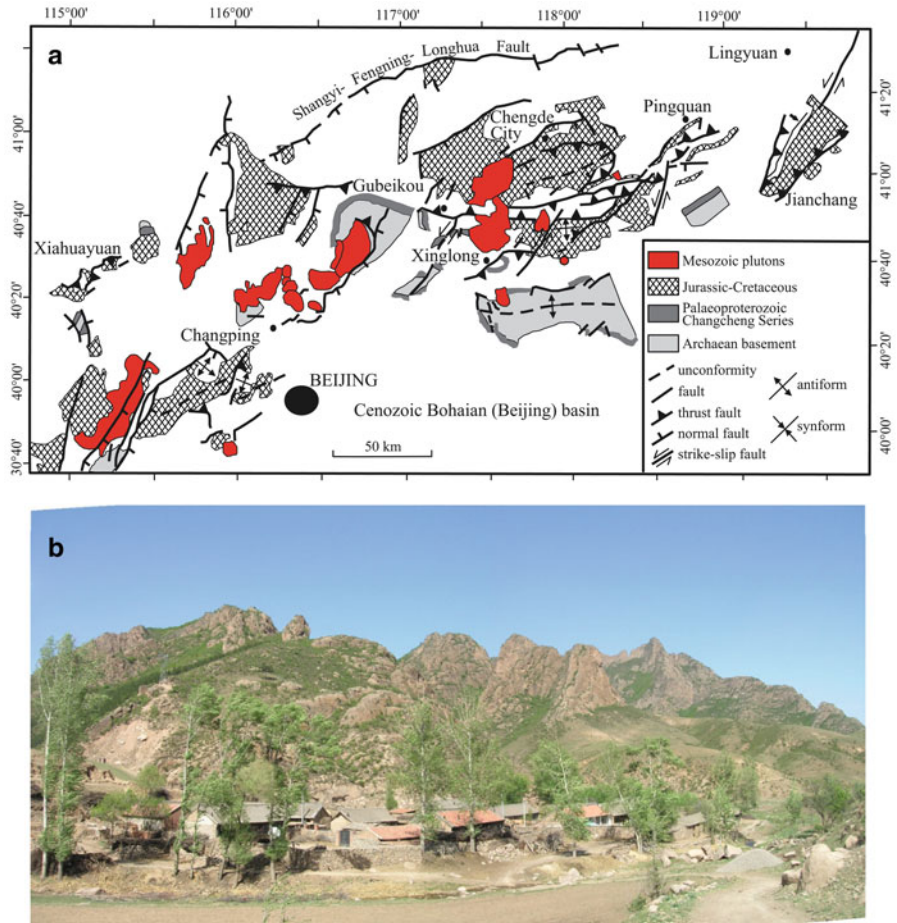 115°00' 116°00' 117°00' 118°00' 119°00'
a
Shangyi- Fengning- Longhua Fault
Lingyuan
41°20'
Pingquan
Chengde
City
41°00'
41°00'
Gubeikou
Jianchang
40°40'
Xiahuayuan
Xinglong
40°40'
40°20'
Changping
40°20'
40°00'
BEIJING
Cenozoic Bohaian (Beijing) basin
40°00'
50 km
30°40'
Mesozoic plutons
Jurassic-Cretaceous
Palaeoproterozoic
Changcheng Series
Archaean basement
unconformity
fault
antiform
thrust fault
normal fault
synform
strike-slip fault
b